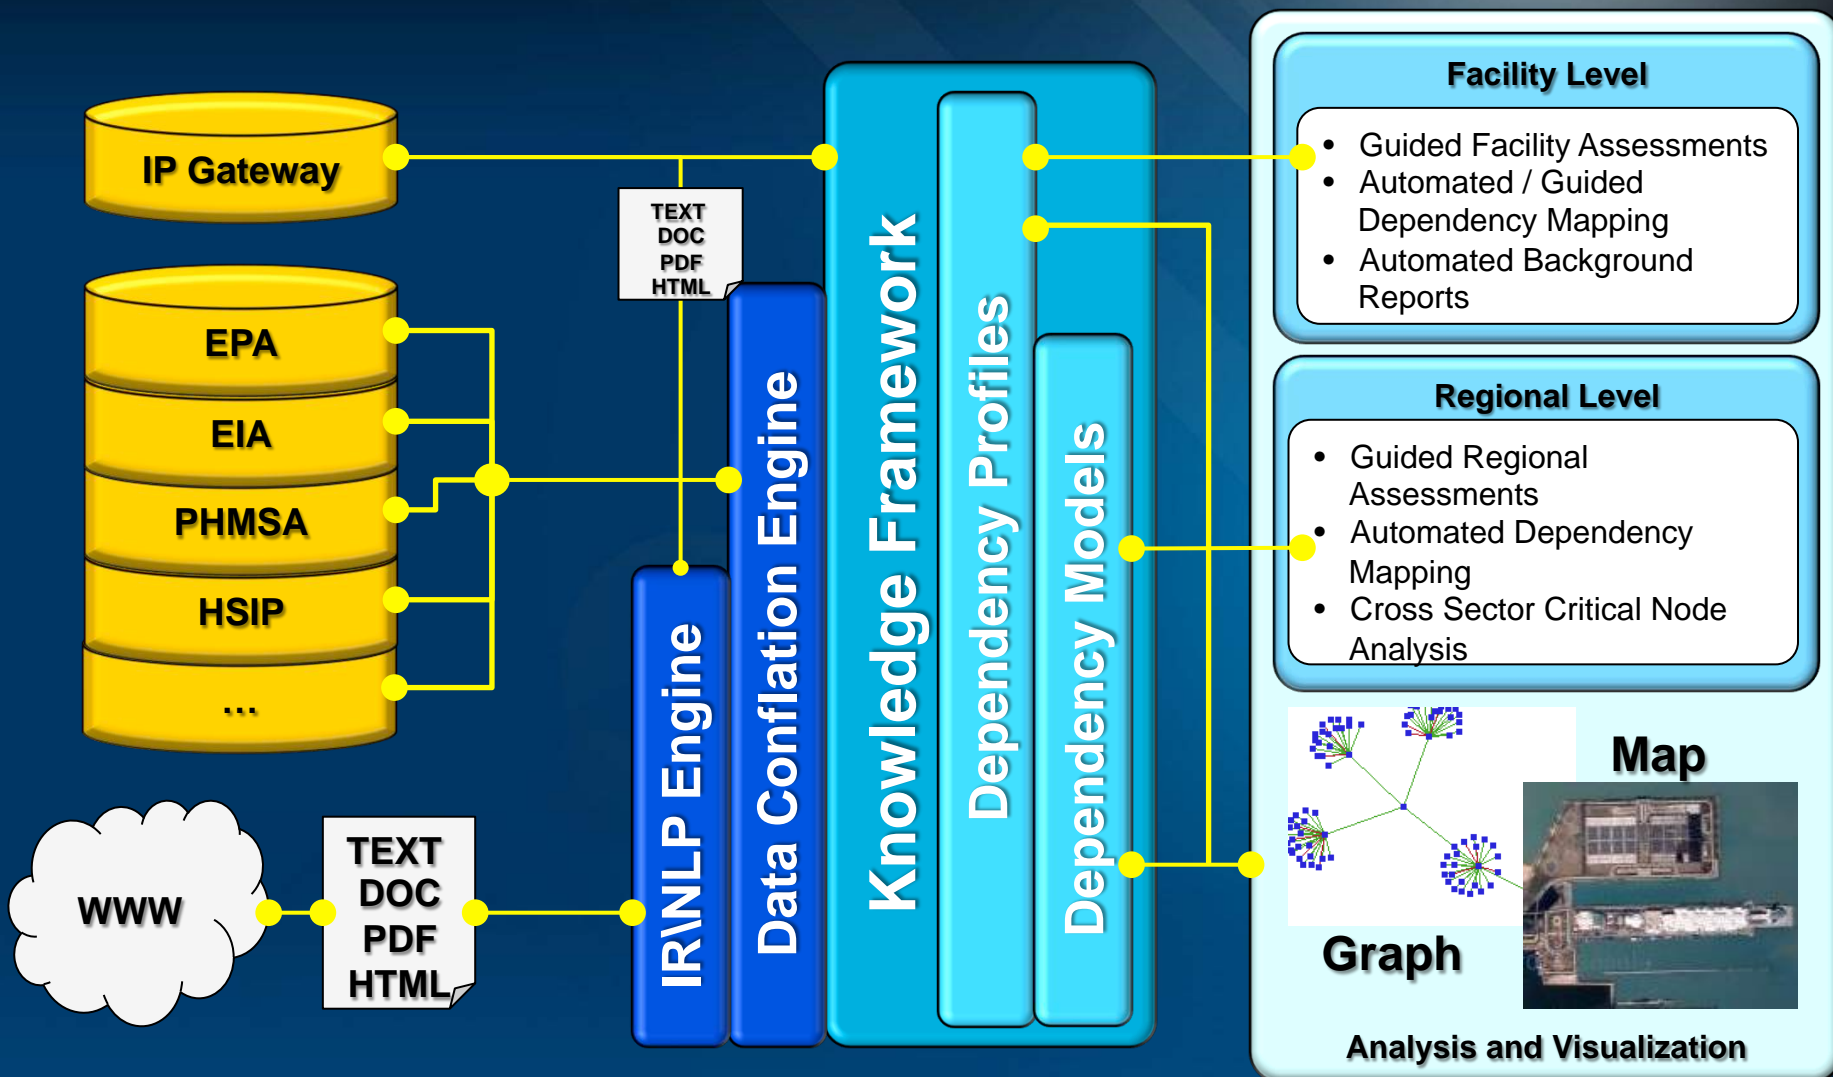 IP Gateway
EPA
EIA
PHMSA
HSIP
...
WWW
TEXT
DOC
PDF
HTML
TEXT
DOC
PDF
HTML
IR\NLP Engine
Data Conflation Engine
Knowledge Framework
Dependency Profiles
Dependency Models
Facility Level
• Guided Facility Assessments
• Automated / Guided
Dependency Mapping
• Automated Background
Reports
Regional Level
• Guided Regional
Assessments
• Automated Dependency
Mapping
• Cross Sector Critical Node
Analysis
Map
Graph
Analysis and Visualization